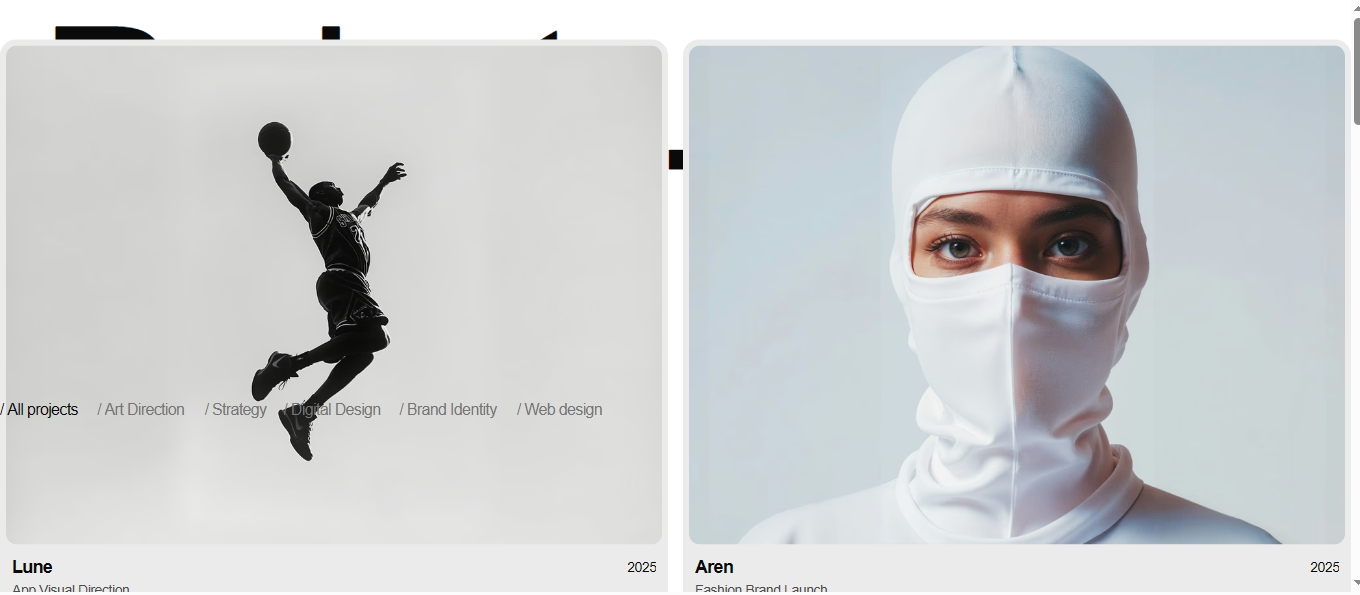 / All projects / Art Direction / Strategy / Digital Design / Brand Identity / Web design
Lune 2025
App Visual Direction
Aren 2025
Fashion Brand Launch